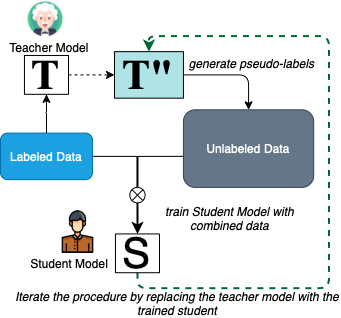 Teacher Model
T
T"
generate pseudo-labels
Labeled Data
Unlabeled Data
train Student Model with
combined data
Student Model
S
Iterate the procedure by replacing the teacher model with the
trained student